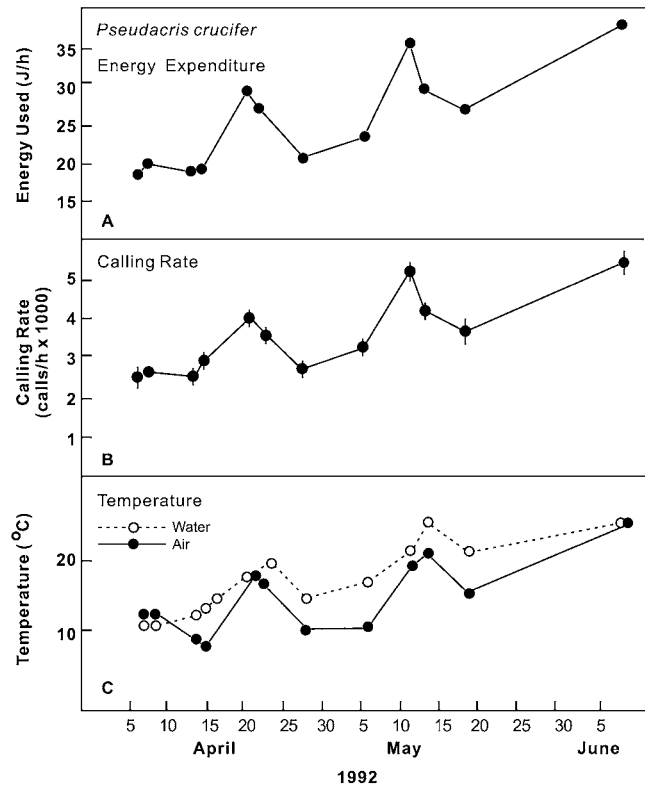 Pseudacris crucifer
Energy Expenditure
Energy Used (J/h)
35
30
25
20
15
A
Calling Rate
Calling Rate
(calls/h x 1000)
5
4
3
2
1
B
Temperature
Water
Air
Temperature (°C)
20
10
C
5 10 15 20 25 30 5 10 15 20 25 30 5
April May June
1992